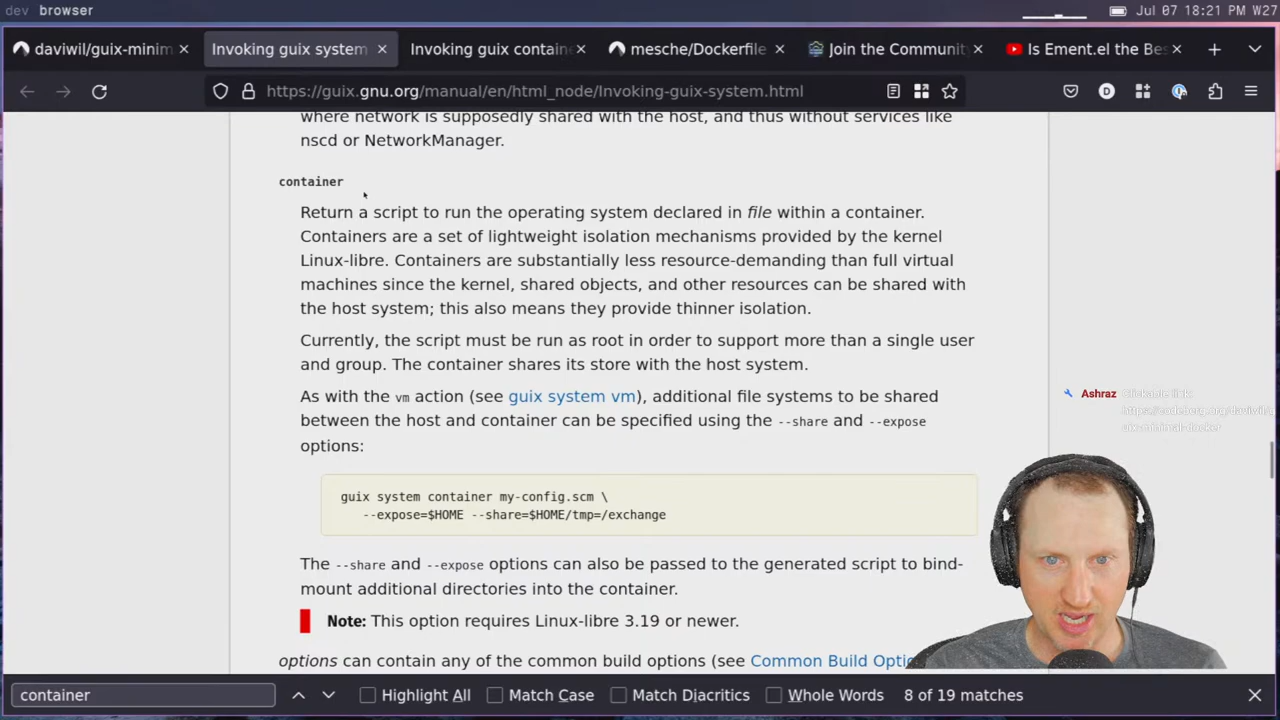 dev browser
Jul 07 18:21 W27
daviwil/guix-minim
Invoking guix system
Invoking guix contain
mesche/Dockerfile
Join the Communit
Is Ement.el the Be
https://guix.gnu.org/manual/en/html_node/Invoking-guix-system.html
where network is supposedly shared with the host, and thus without services like
nscd or NetworkManager.
container
Return a script to run the operating system declared in file within a container.
Containers are a set of lightweight isolation mechanisms provided by the kernel
Linux-libre. Containers are substantially less resource-demanding than full virtual
machines since the kernel, shared objects, and other resources can be shared with
the host system; this also means they provide thinner isolation.
Currently, the script must be run as root in order to support more than a single user
and group. The container shares its store with the host system.
As with the vm action (see guix system vm), additional file systems to be shared
between the host and container can be specified using the --share and --expose
options:
guix system container my-config.scm \
--expose=$HOME --share=$HOME/tmp=/exchange
The --share and --expose options can also be passed to the generated script to bind-
mount additional directories into the container.
Note: This option requires Linux-libre 3.19 or newer.
options can contain any of the common build options (see Common Build Optio
Ashraz Clickable link:
https://codeberg.org/daviwil/g
uix-minimal-docker
container
Highlight All
Match Case
Match Diacritics
Whole Words
8 of 19 matches